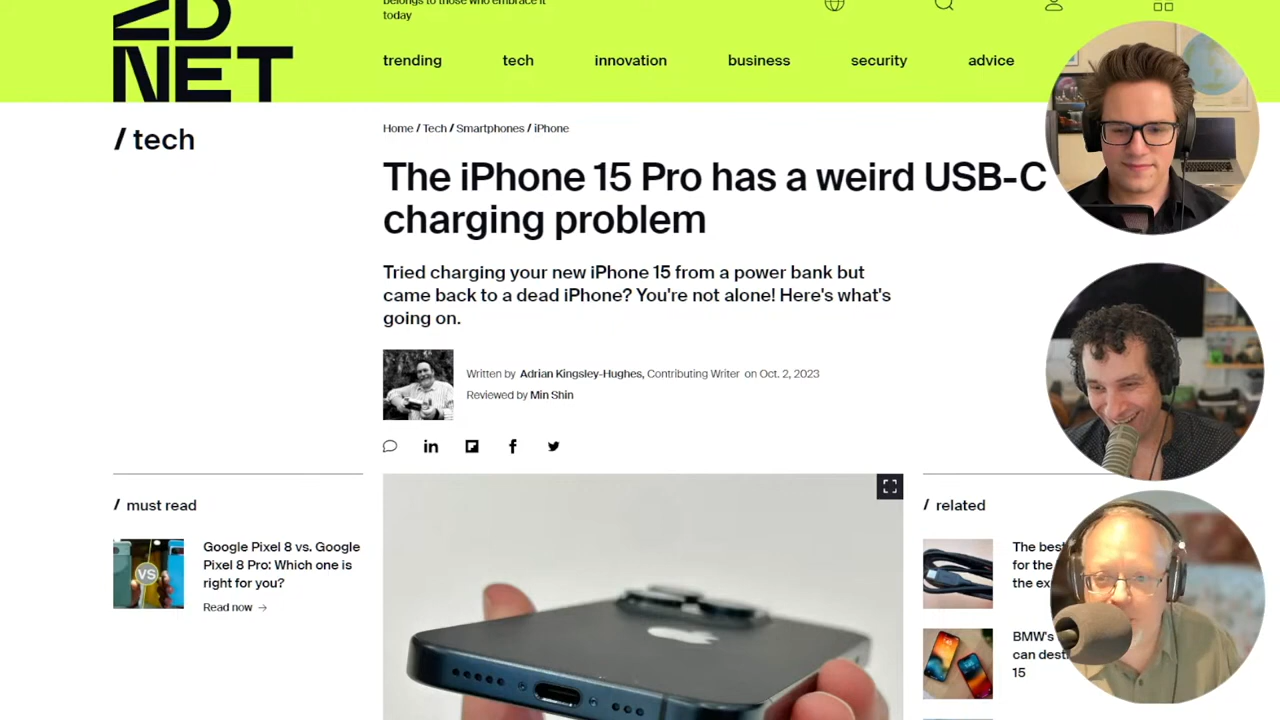 belongs to those who embrace it
today
ZD
NET
trending
tech
innovation
business
security
advice
/ tech
Home / Tech / Smartphones / iPhone
The iPhone 15 Pro has a weird USB-C
charging problem
Tried charging your new iPhone 15 from a power bank but
came back to a dead iPhone? You're not alone! Here's what's
going on.
Written by Adrian Kingsley-Hughes, Contributing Writer on Oct. 2, 2023
Reviewed by Min Shin
/ must read
Google Pixel 8 vs. Google
Pixel 8 Pro: Which one is
right for you?
Read now →
VS
/ related
The best
for the
the
BMW's
can
15